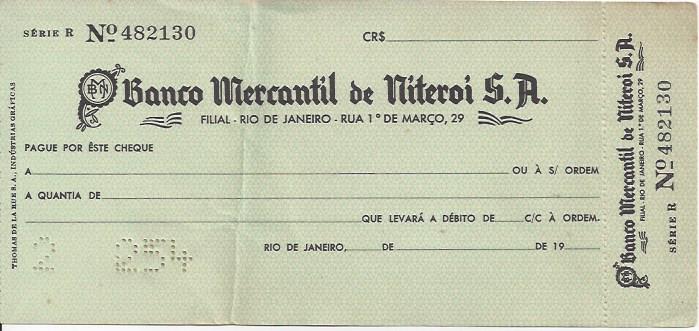 SÉRIE R Nº 482130
CR$
BMN
Banco Mercantil de Niteroi S.A.
FILIAL - RIO DE JANEIRO - RUA 1º DE MARÇO, 29
PAGUE POR ÊSTE CHEQUE
A OU À S/ ORDEM
A QUANTIA DE
QUE LEVARÁ A DÉBITO DE C/C À ORDEM.
RIO DE JANEIRO, DE DE 19
2 254
THOMAS DE LA RUE S.A., INDÚSTRIAS GRÁFICAS
Banco Mercantil de Niteroi S.A.
FILIAL - RIO DE JANEIRO - RUA 1º DE MARÇO, 29
SÉRIE R Nº 482130